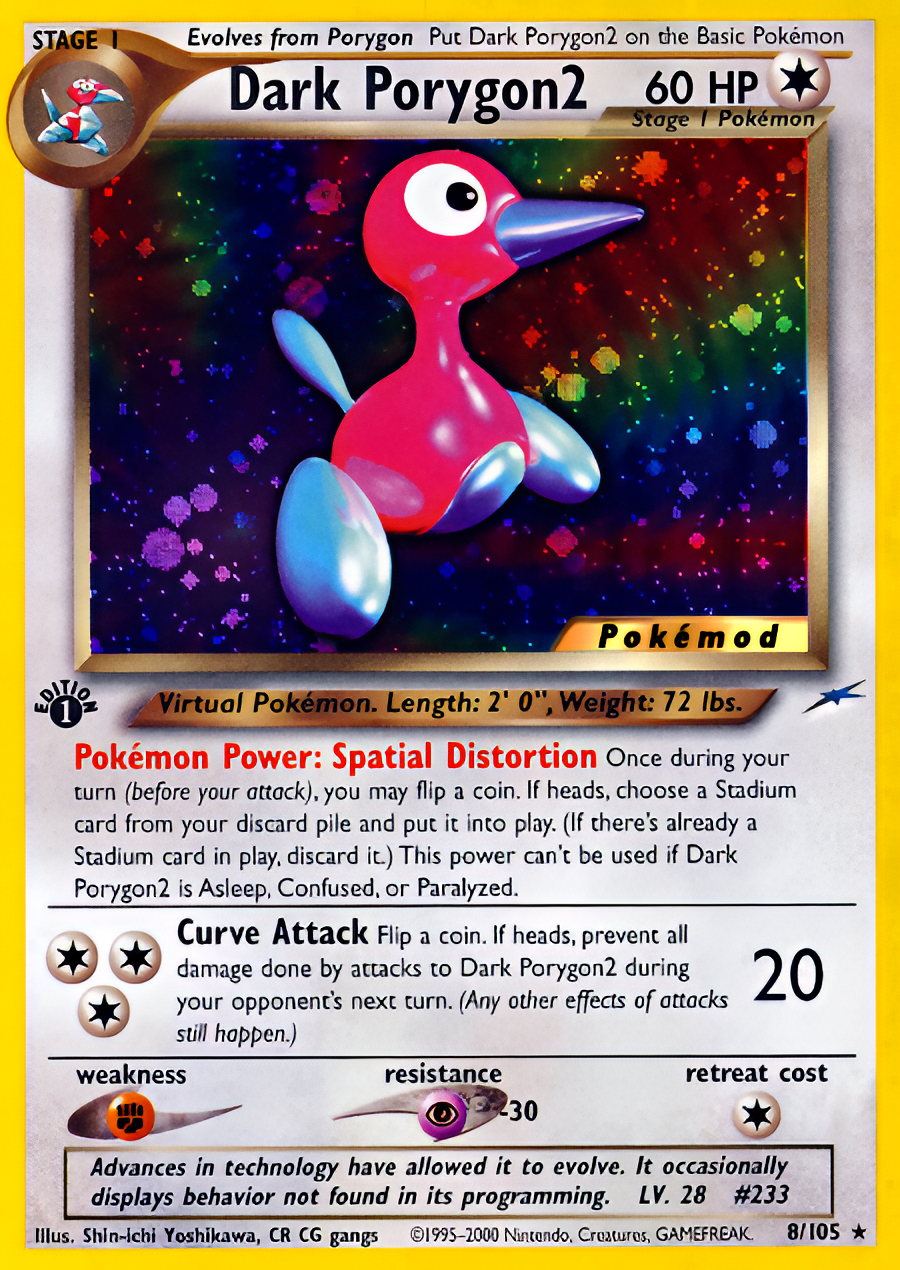 STAGE 1
Evolves from Porygon Put Dark Porygon2 on the Basic Pokémon
Dark Porygon2 60 HP
Stage 1 Pokémon
Pokémod
EDITION
1
Virtual Pokémon. Length: 2' 0", Weight: 72 lbs.
Pokémon Power: Spatial Distortion Once during your
turn (before your attack), you may flip a coin. If heads, choose a Stadium
card from your discard pile and put it into play. (If there's already a
Stadium card in play, discard it.) This power can't be used if Dark
Porygon2 is Asleep, Confused, or Paralyzed.
Curve Attack Flip a coin. If heads, prevent all
damage done by attacks to Dark Porygon2 during
your opponent's next turn. (Any other effects of attacks
still happen.)
20
weakness resistance retreat cost
-30
Advances in technology have allowed it to evolve. It occasionally
displays behavior not found in its programming. LV. 28 #233
Illus. Shin-ichi Yoshikawa, CR CG gangs ©1995-2000 Nintendo, Creatures, GAMEFREAK. 8/105 ★